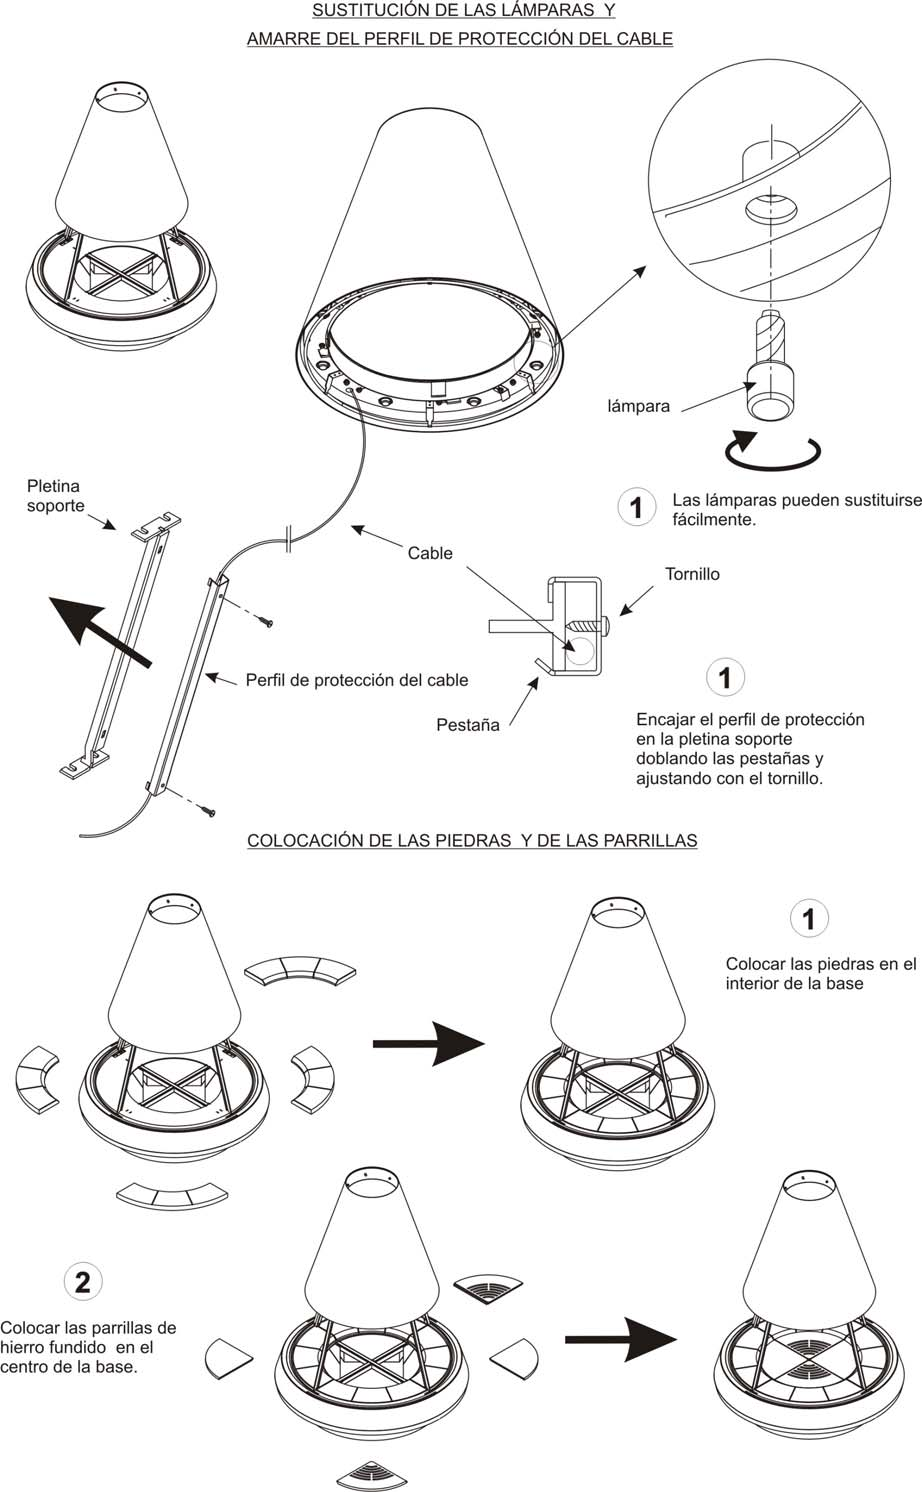 SUSTITUCIÓN DE LAS LÁMPARAS Y
AMARRE DEL PERFIL DE PROTECCIÓN DEL CABLE
lámpara
1
Las lámparas pueden sustituirse
fácilmente.
Pletina
soporte
Cable
Tornillo
Perfil de protección del cable
Pestaña
1
Encajar el perfil de protección
en la pletina soporte
doblando las pestañas y
ajustando con el tornillo.
COLOCACIÓN DE LAS PIEDRAS Y DE LAS PARRILLAS
1
Colocar las piedras en el
interior de la base
2
Colocar las parrillas de
hierro fundido en el
centro de la base.